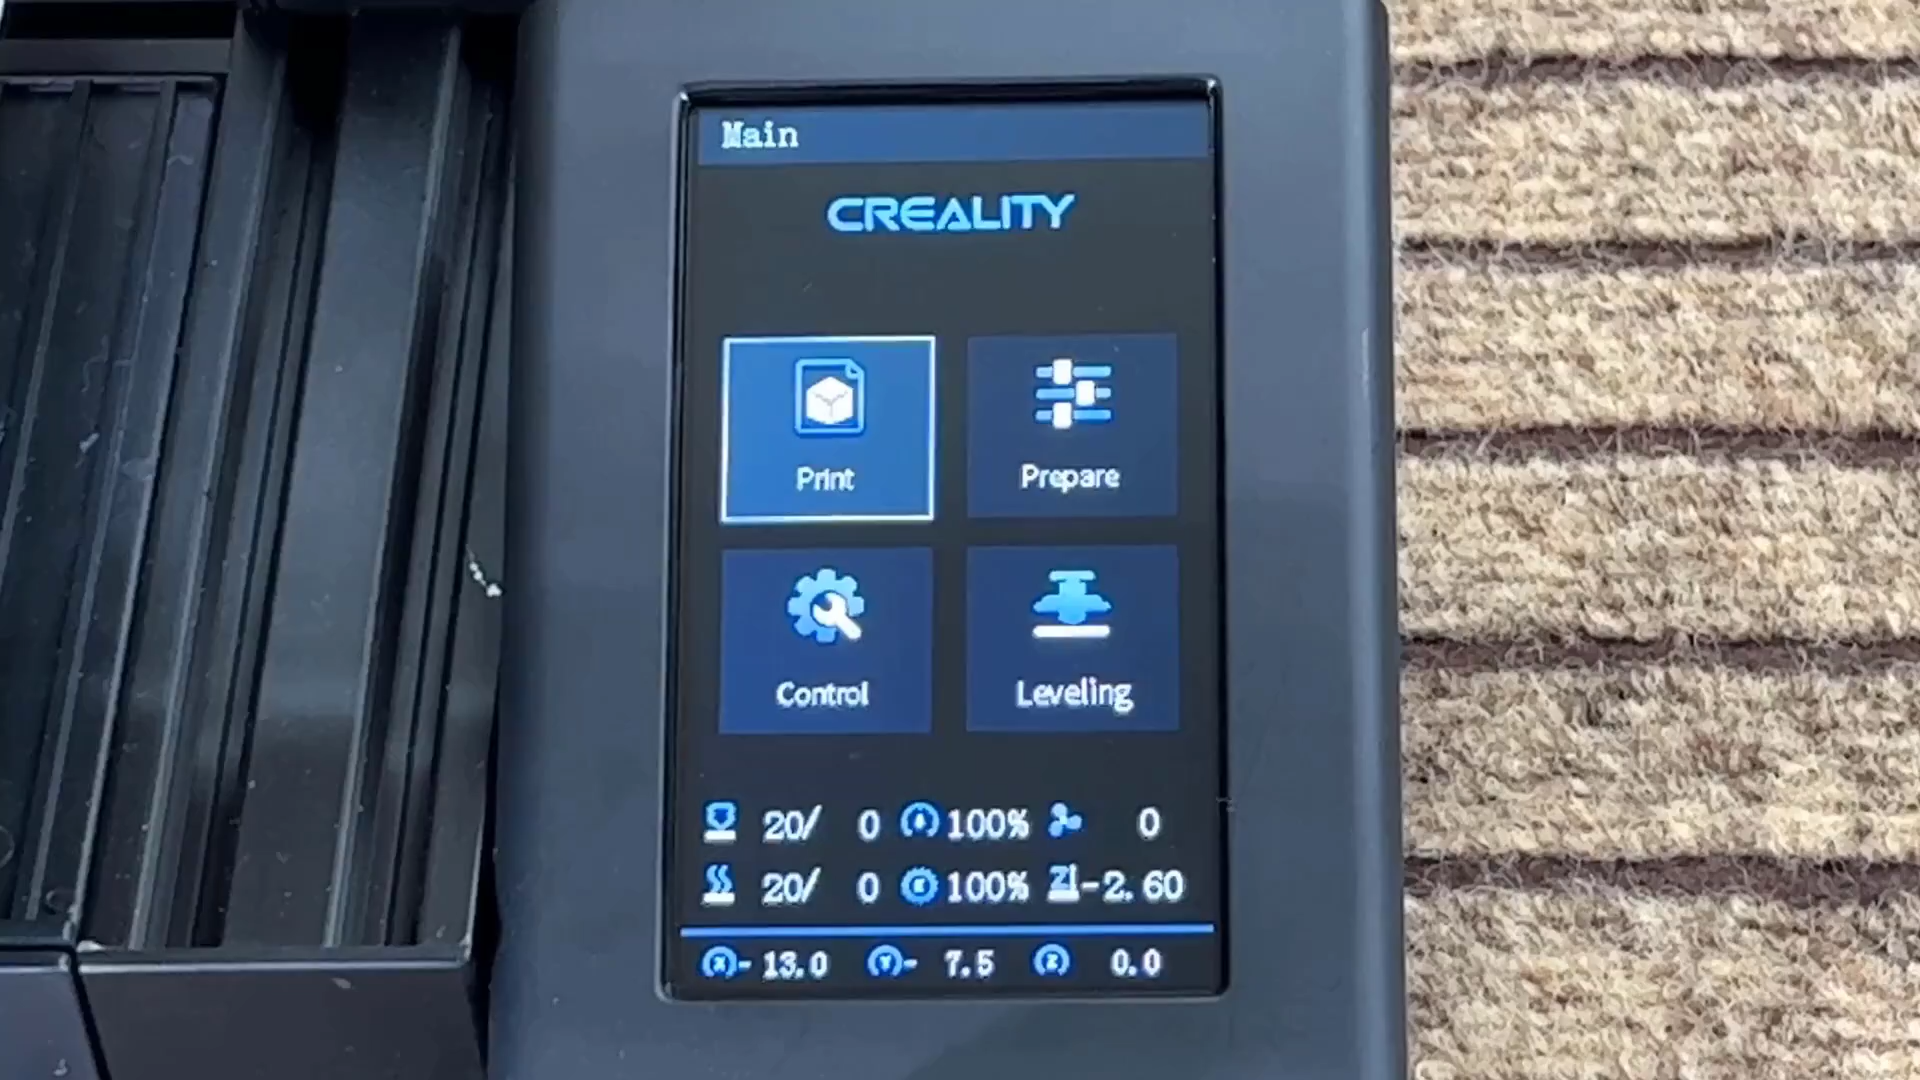 Main
CREALITY
Print
Prepare
Control
Leveling
20/ 0 100% 0
20/ 0 E 100% Z -2.60
X - 13.0 Y - 7.5 Z 0.0